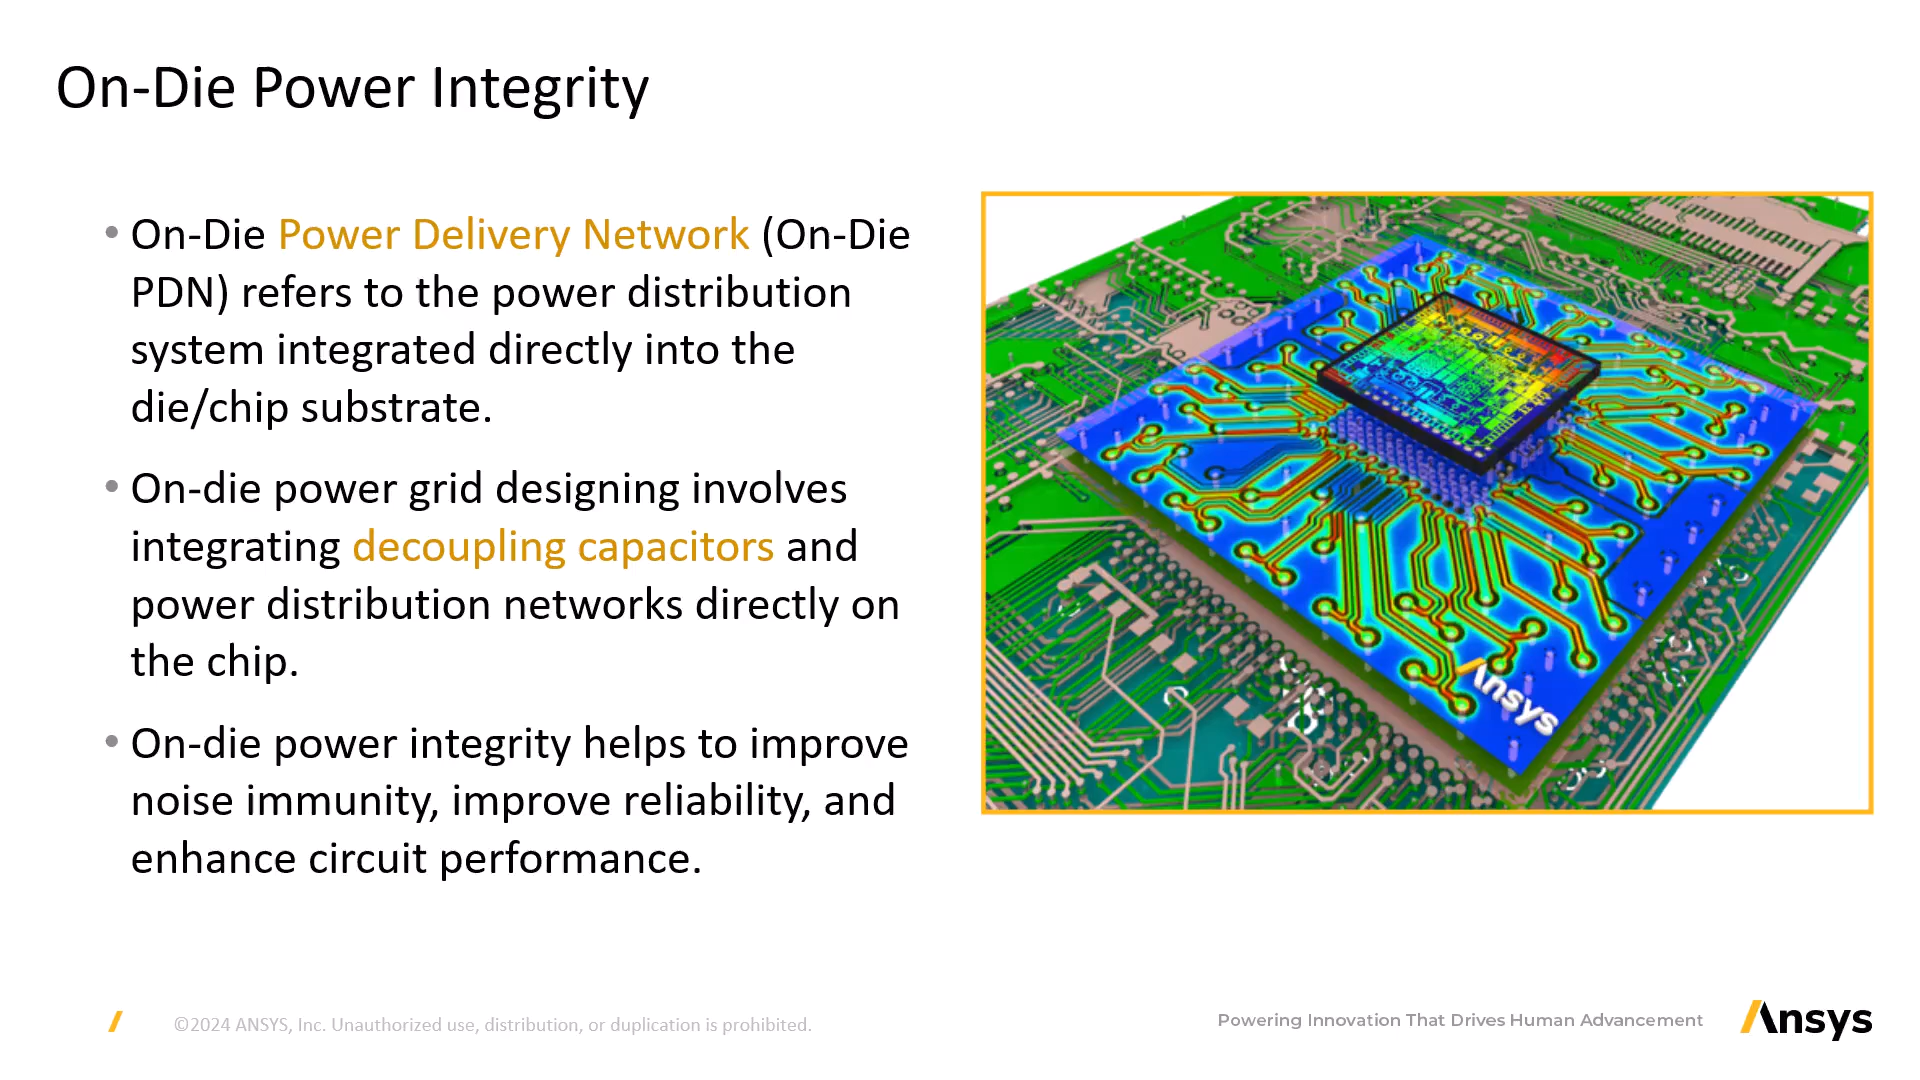 On-Die Power Integrity
• On-Die Power Delivery Network (On-Die
PDN) refers to the power distribution
system integrated directly into the
die/chip substrate.
• On-die power grid designing involves
integrating decoupling capacitors and
power distribution networks directly on
the chip.
• On-die power integrity helps to improve
noise immunity, improve reliability, and
enhance circuit performance.
Ansys
©2024 ANSYS, Inc. Unauthorized use, distribution, or duplication is prohibited.
Powering Innovation That Drives Human Advancement
Ansys